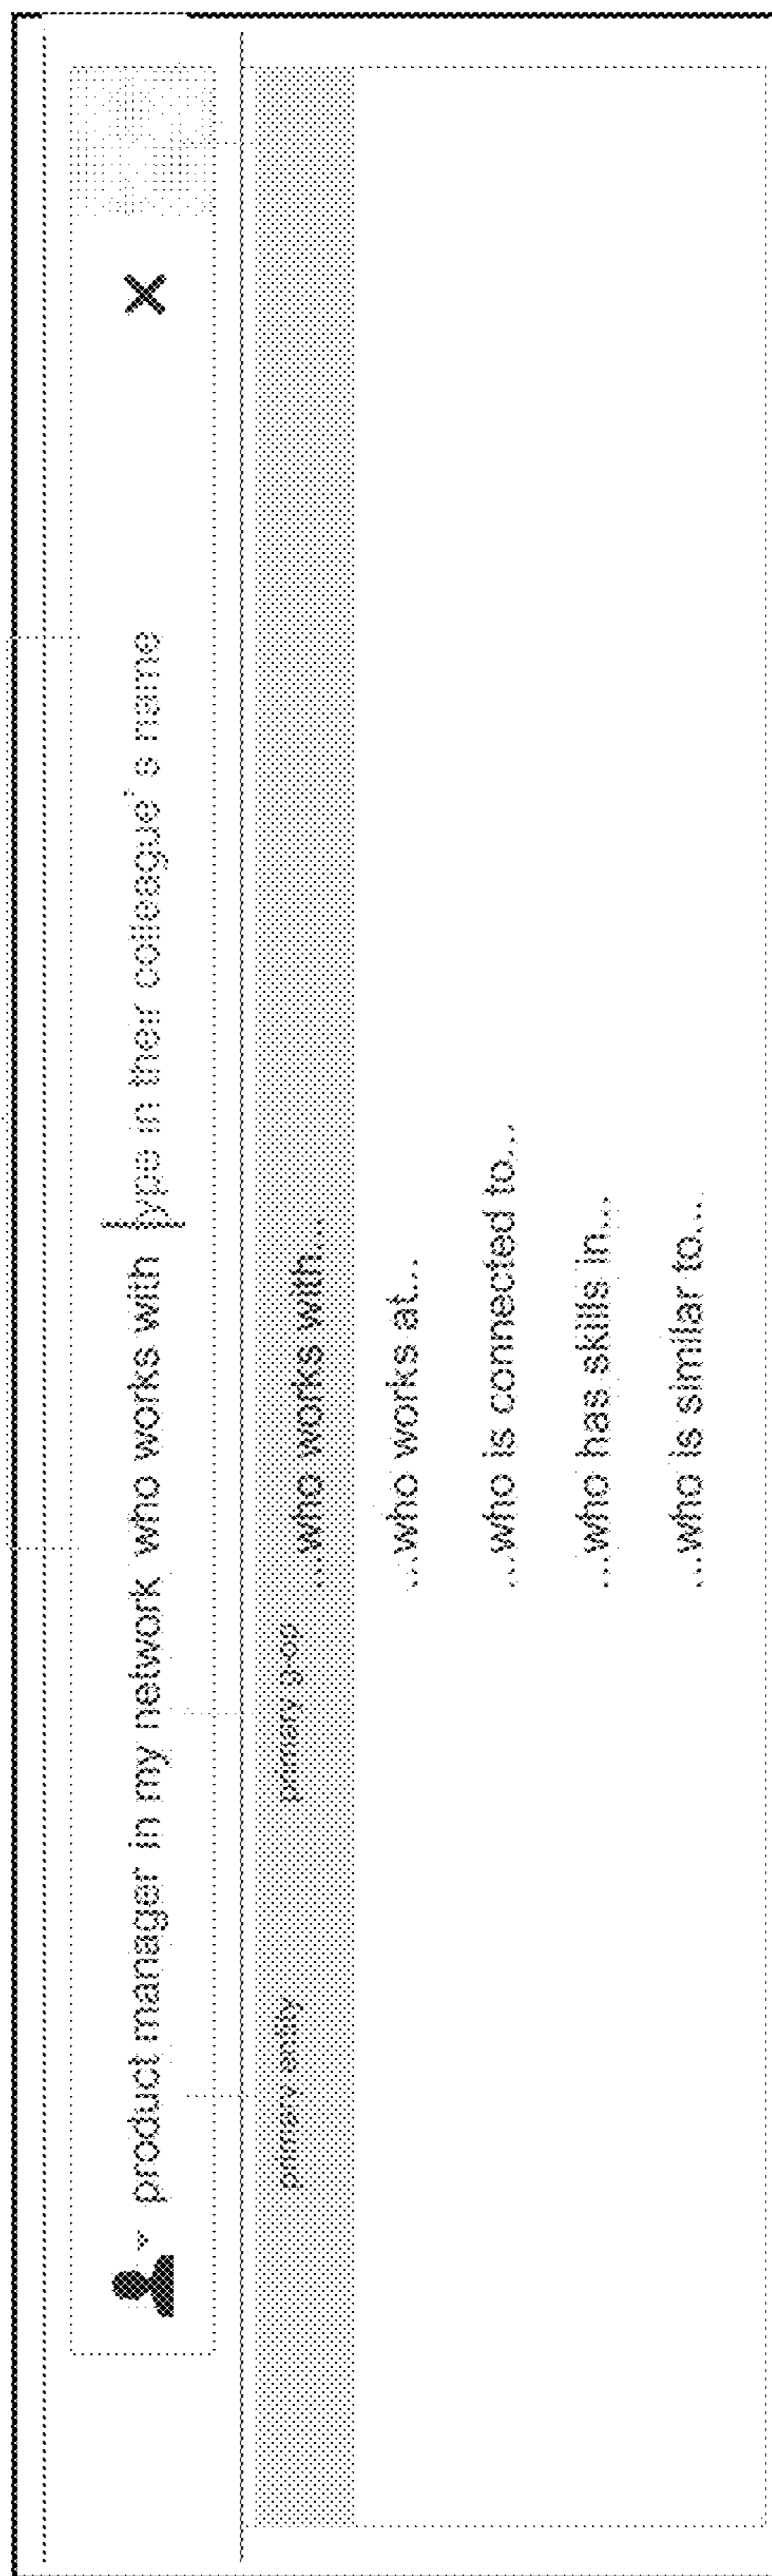 product manager in my network who works with type in their colleague's name ×
primary entity primary g-op ...who works with...
...who works at...
...who is connected to...
...who has skills in...
...who is similar to...